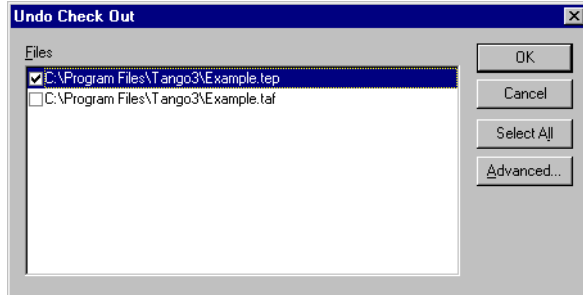 Undo Check Out
Files
C:\Program Files\Tango3\Example.tep
C:\Program Files\Tango3\Example.taf
OK
Cancel
Select All
Advanced...